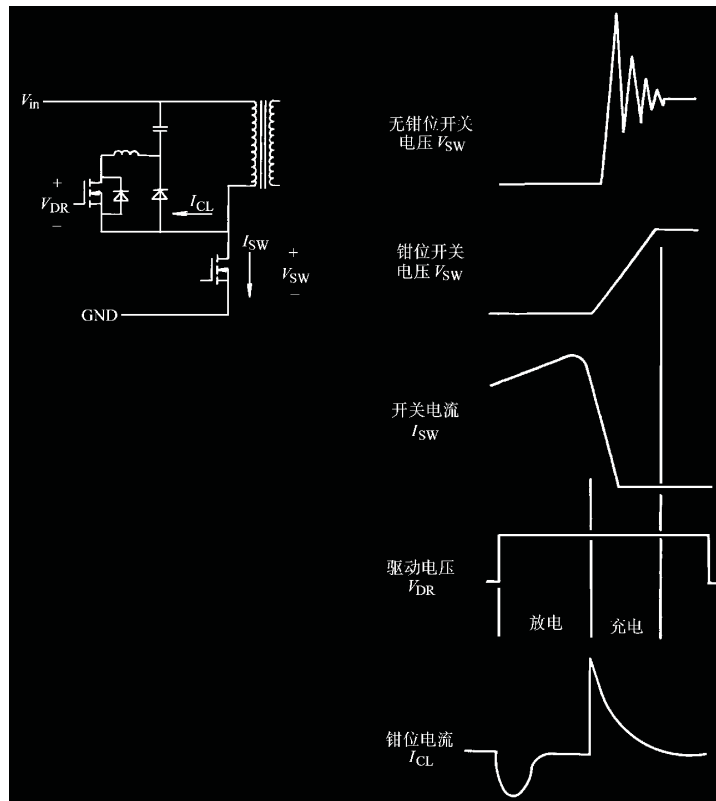 V_in
+
V_DR
−
I_CL
I_SW
+
V_SW
−
GND
无钳位开关
电压 V_SW
钳位开关
电压 V_SW
开关电流
I_SW
驱动电压
V_DR
放电
充电
钳位电流
I_CL